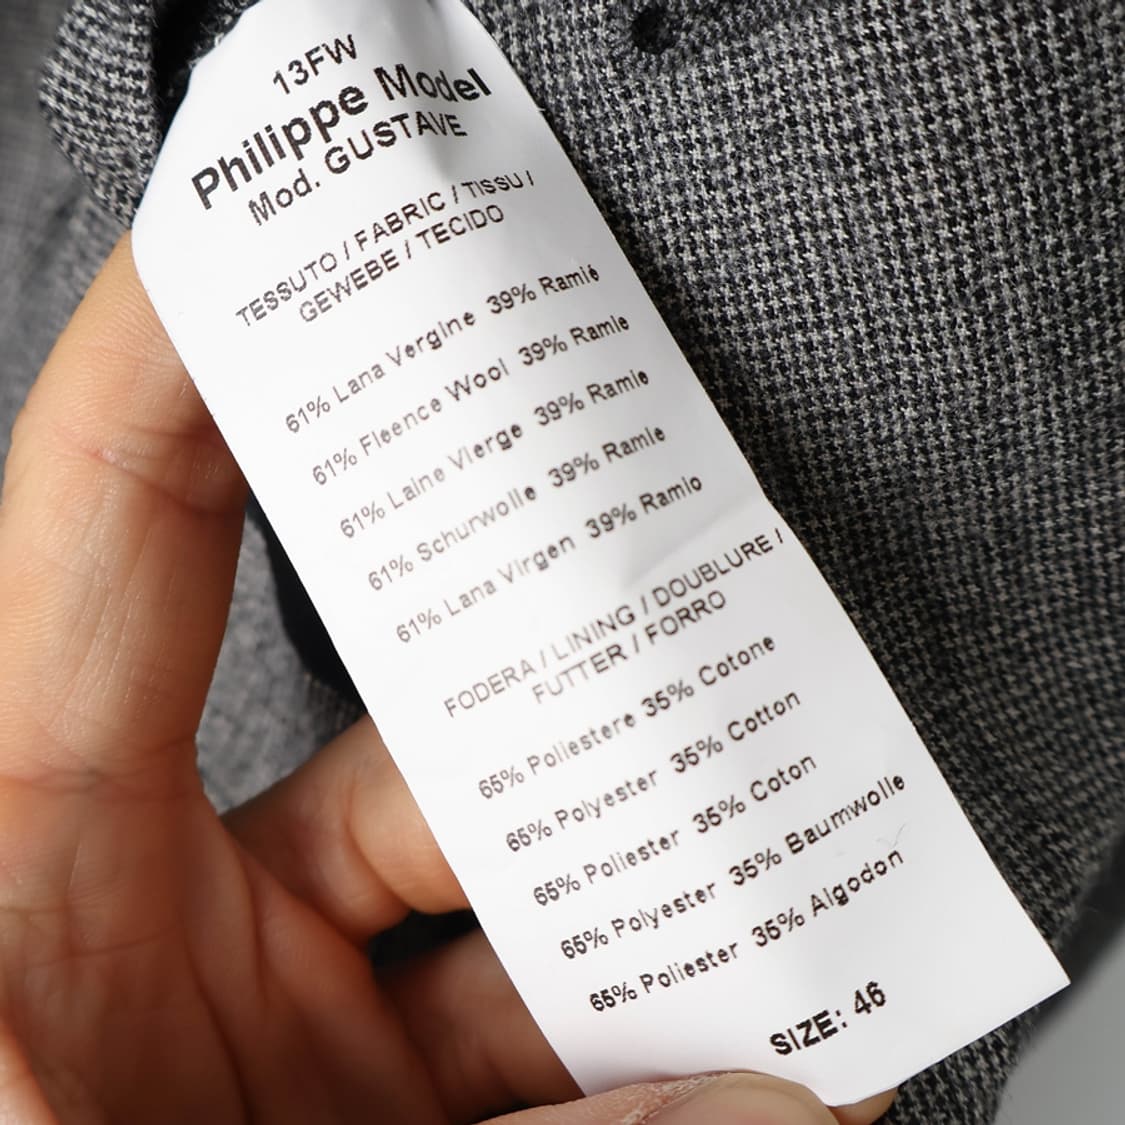 13FW
Philippe Model
Mod. GUSTAVE
TESSUTO / FABRIC / TISSU /
GEWEBE / TECIDO
61% Lana Vergine 39% Ramié
61% Fleence Wool 39% Ramie
61% Laine Vierge 39% Ramie
61% Schurwolle 39% Ramie
61% Lana Virgen 39% Ramio
FODERA / LINING / DOUBLURE /
FUTTER / FORRO
65% Poliestere 35% Cotone
65% Polyester 35% Cotton
65% Poliester 35% Coton
65% Polyester 35% Baumwolle
65% Poliester 35% Algodon
SIZE: 46